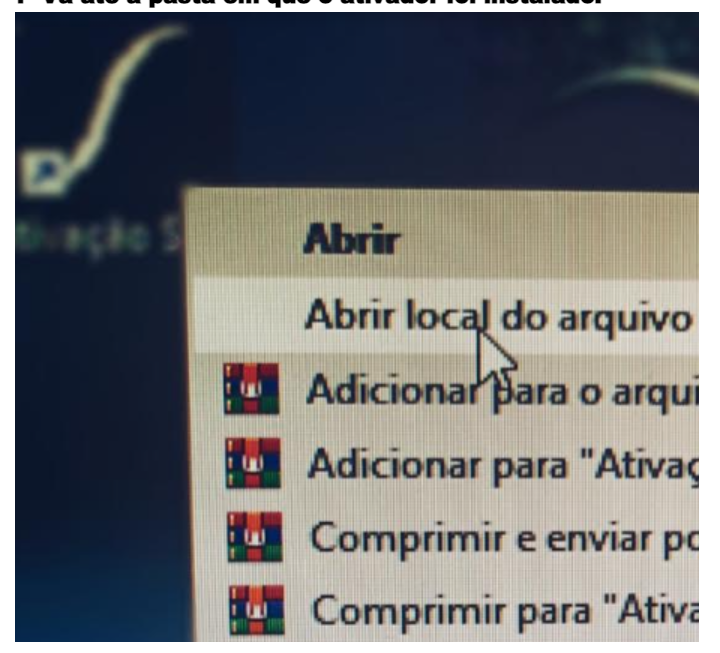 1- Vá até a pasta em que o ativador foi instalado.
tivação S
Abrir
Abrir local do arquivo
Adicionar para o arqui
Adicionar para "Ativaç
Comprimir e enviar po
Comprimir para "Ativa